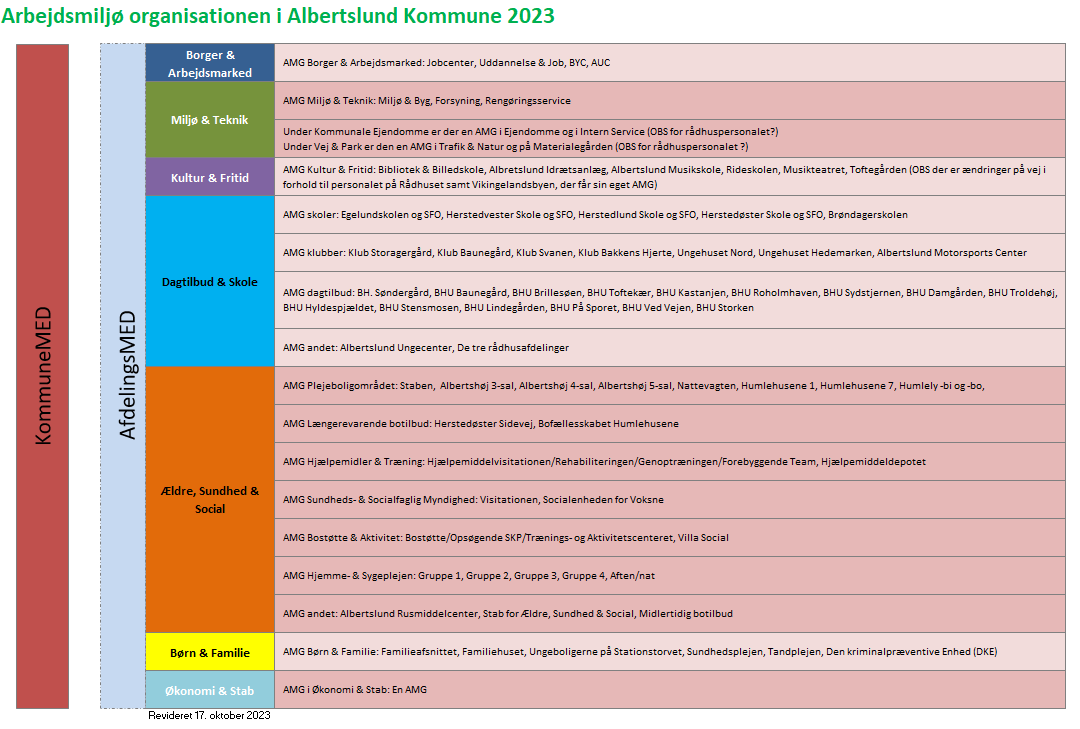 Arbejdsmiljø organisationen i Albertslund Kommune 2023
KommuneMED
AfdelingsMED
Borger &
Arbejdsmarked
AMG Borger & Arbejdsmarked: Jobcenter, Uddannelse & Job, BYC, AUC
Miljø & Teknik
AMG Miljø & Teknik: Miljø & Byg, Forsyning, Rengøringsservice
Under Kommunale Ejendomme er der en AMG i Ejendomme og i Intern Service (OBS for rådhuspersonalet?)
Under Vej & Park er den en AMG i Trafik & Natur og på Materialegården (OBS for rådhuspersonalet ?)
Kultur & Fritid
AMG Kultur & Fritid: Bibliotek & Billedskole, Albretslund Idrætsanlæg, Albertslund Musikskole, Rideskolen, Musikteatret, Toftegården (OBS der er ændringer på vej i
forhold til personalet på Rådhuset samt Vikingelandsbyen, der får sin eget AMG)
Dagtilbud & Skole
AMG skoler: Egelundskolen og SFO, Herstedvester Skole og SFO, Herstedlund Skole og SFO, Herstedøster Skole og SFO, Brøndagerskolen
AMG klubber: Klub Storagergård, Klub Baunegård, Klub Svanen, Klub Bakkens Hjerte, Ungehuset Nord, Ungehuset Hedemarken, Albertslund Motorsports Center
AMG dagtilbud: BH. Søndergård, BHU Baunegård, BHU Brillesøen, BHU Toftekær, BHU Kastanjen, BHU Roholmhaven, BHU Sydstjernen, BHU Damgården, BHU Troldehøj,
BHU Hyldespjældet, BHU Stensmosen, BHU Lindegården, BHU På Sporet, BHU Ved Vejen, BHU Storken
AMG andet: Albertslund Ungecenter, De tre rådhusafdelinger
Ældre, Sundhed &
Social
AMG Plejeboligområdet: Staben,  Albertshøj 3-sal, Albertshøj 4-sal, Albertshøj 5-sal, Nattevagten, Humlehusene 1, Humlehusene 7, Humlely -bi og -bo,
AMG Længerevarende botilbud: Herstedøster Sidevej, Bofællesskabet Humlehusene
AMG Hjælpemidler & Træning: Hjælpemiddelvisitationen/Rehabiliteringen/Genoptræningen/Forebyggende Team, Hjælpemiddeldepotet
AMG Sundheds- & Socialfaglig Myndighed: Visitationen, Socialenheden for Voksne
AMG Bostøtte & Aktivitet: Bostøtte/Opsøgende SKP/Trænings- og Aktivitetscenteret, Villa Social
AMG Hjemme- & Sygeplejen: Gruppe 1, Gruppe 2, Gruppe 3, Gruppe 4, Aften/nat
AMG andet: Albertslund Rusmiddelcenter, Stab for Ældre, Sundhed & Social, Midlertidig botilbud
Børn & Familie
AMG Børn & Familie: Familieafsnittet, Familiehuset, Ungeboligerne på Stationstorvet, Sundhedsplejen, Tandplejen, Den kriminalpræventive Enhed (DKE)
Økonomi & Stab
AMG i Økonomi & Stab: En AMG
Revideret 17. oktober 2023